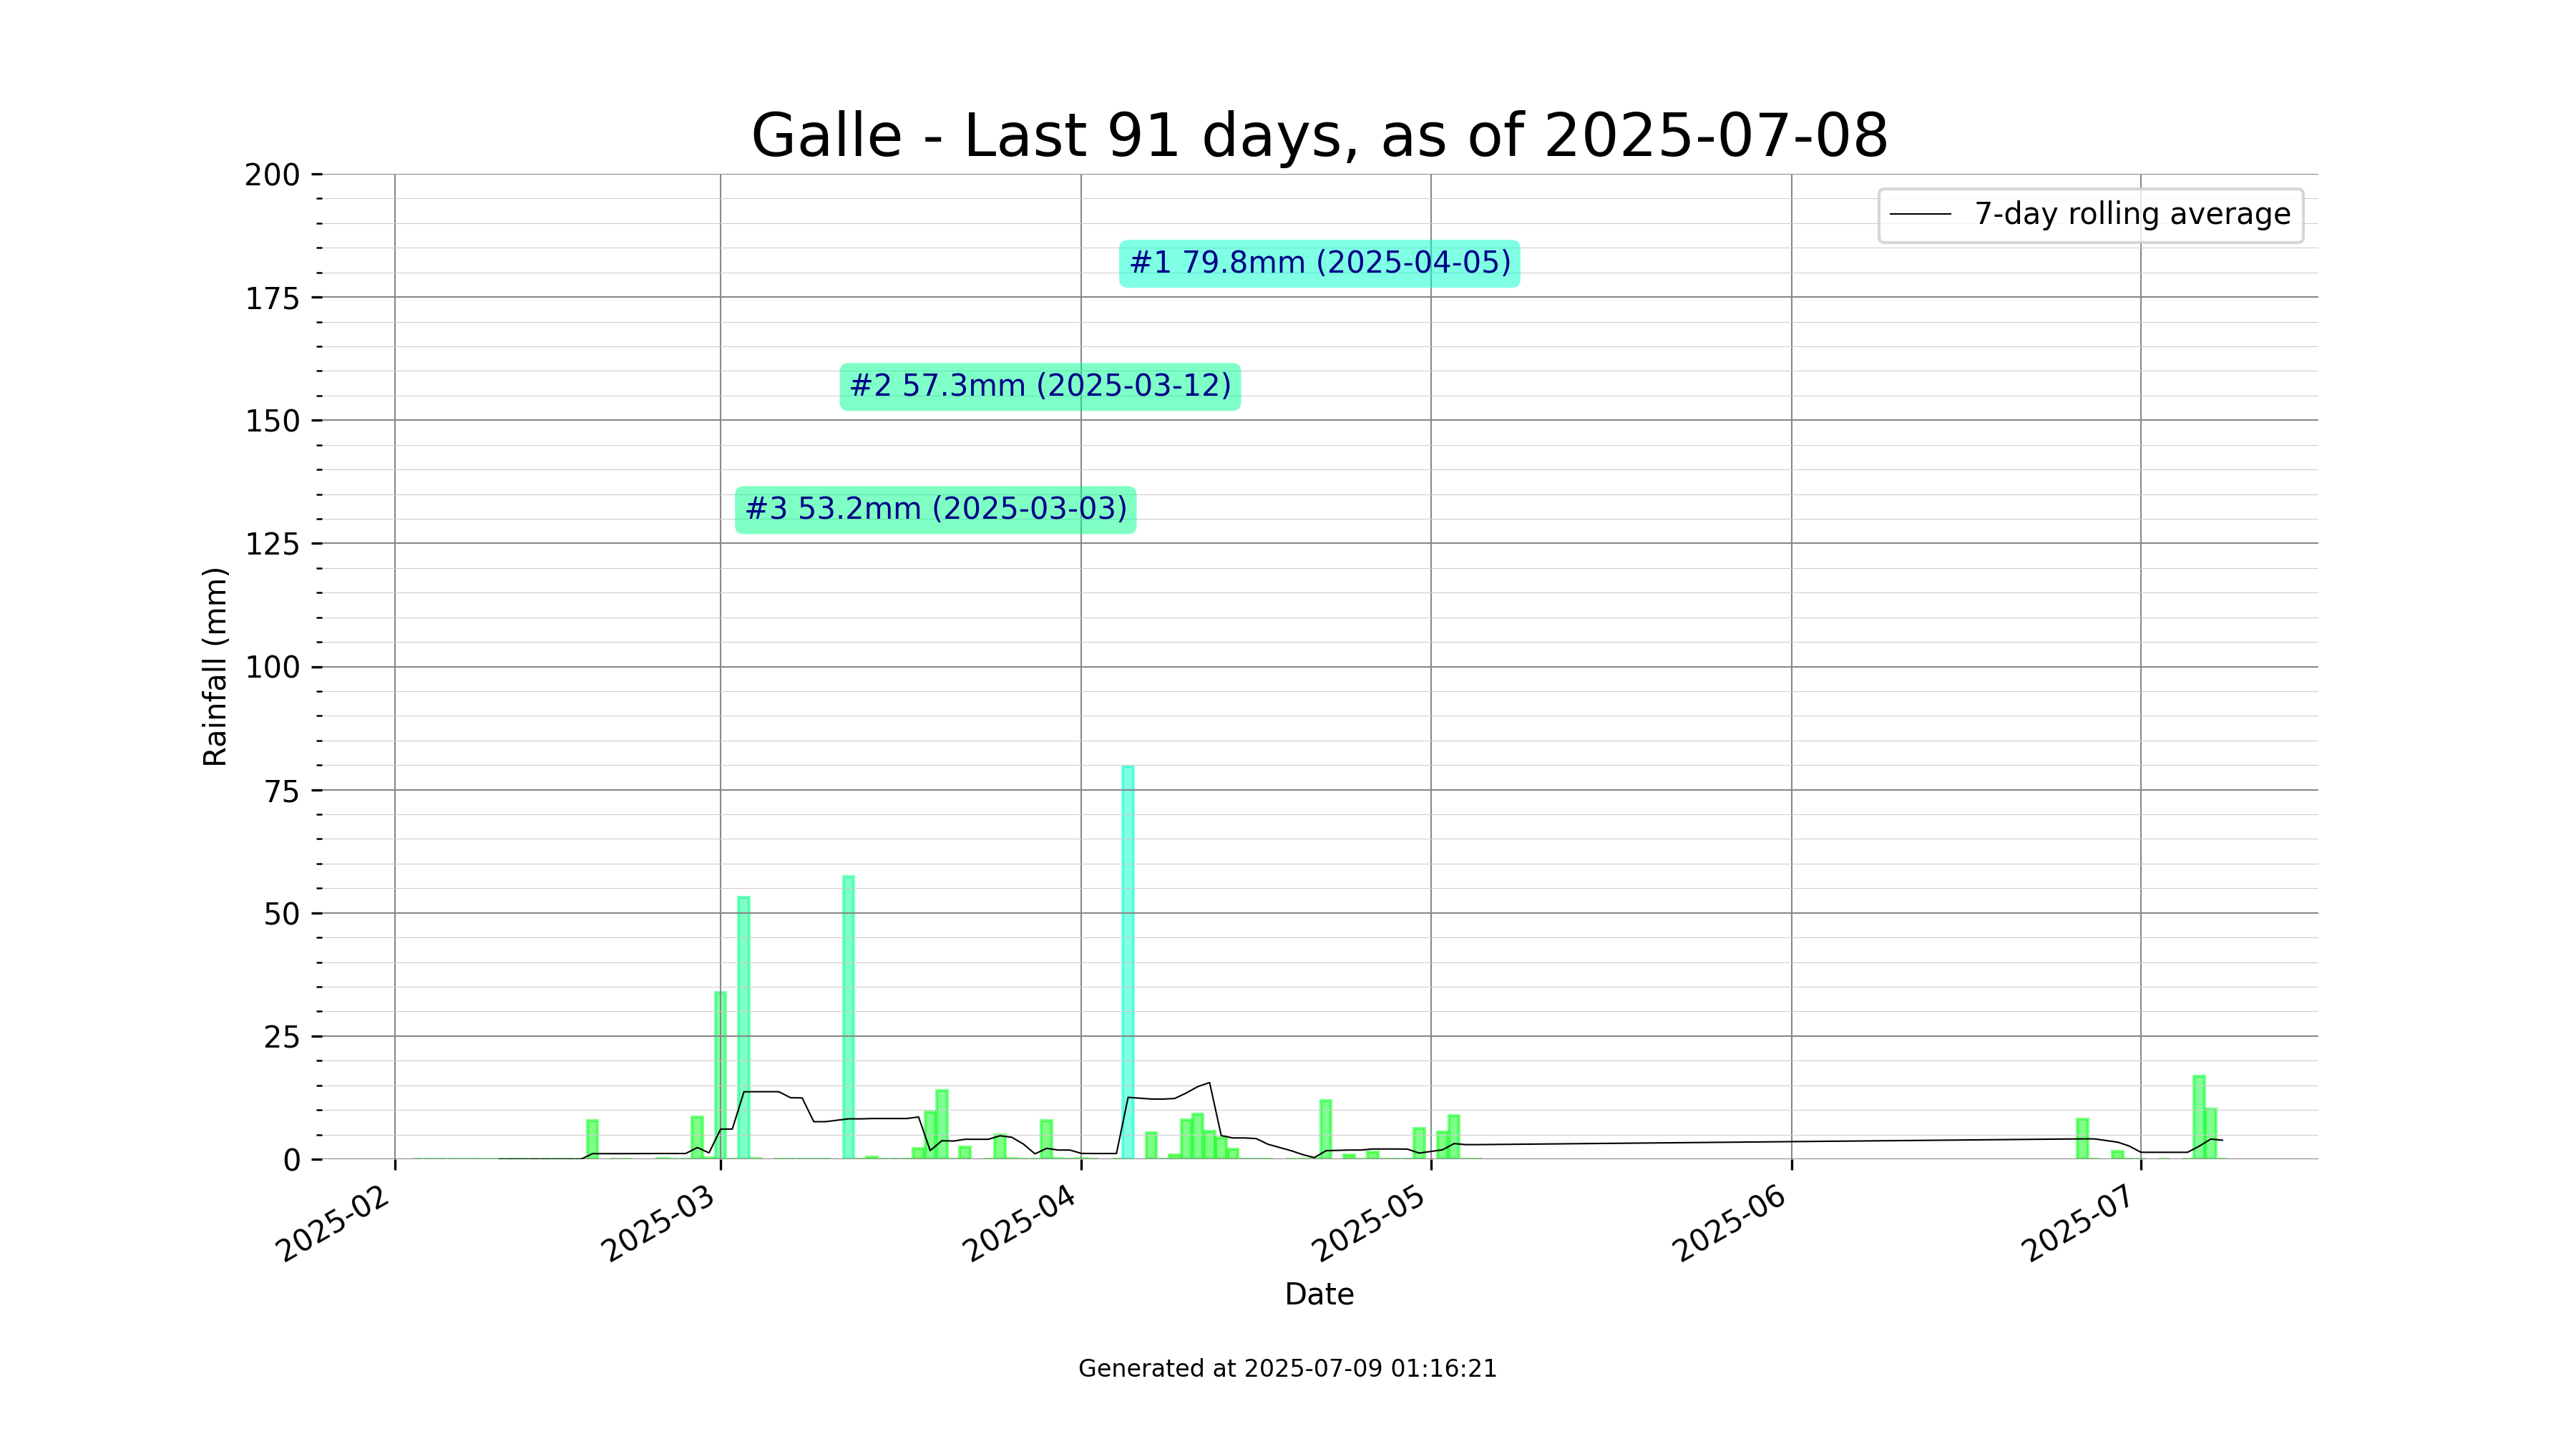 Galle - Last 91 days, as of 2025-07-08
7-day rolling average
#1 79.8mm (2025-04-05)
#2 57.3mm (2025-03-12)
#3 53.2mm (2025-03-03)
Rainfall (mm)
200
175
150
125
100
75
50
25
0
2025-02
2025-03
2025-04
2025-05
2025-06
2025-07
Date
Generated at 2025-07-09 01:16:21